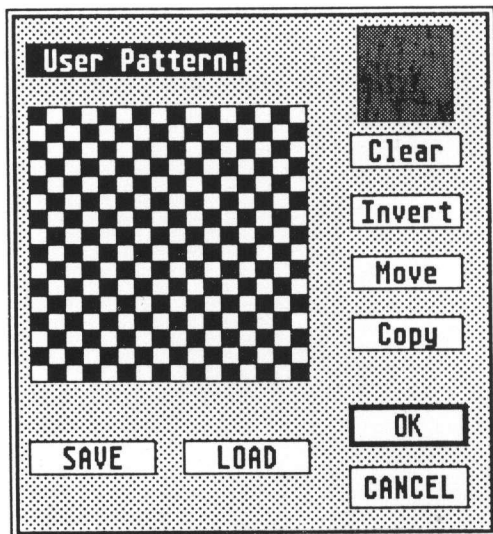 User Pattern:
Clear
Invert
Move
Copy
OK
SAVE
LOAD
CANCEL